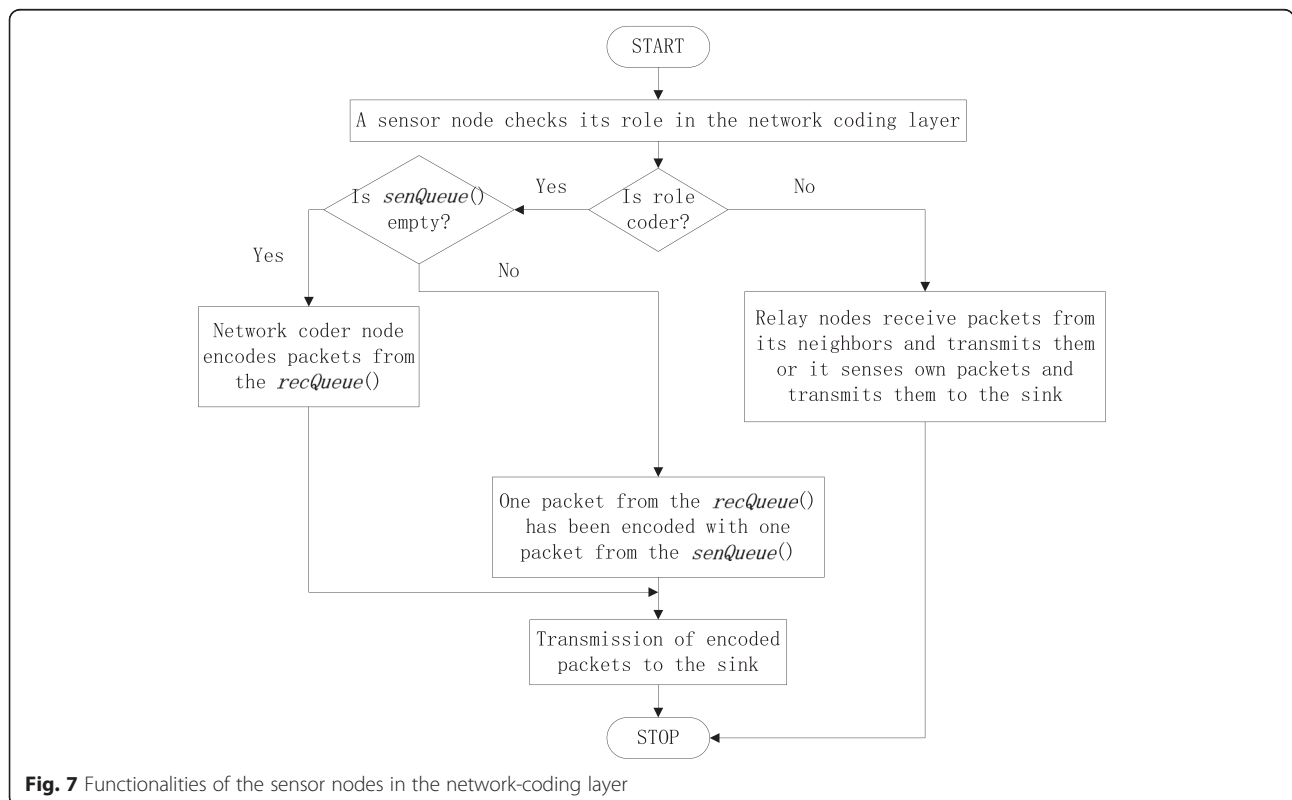 START
A sensor node checks its role in the network coding layer
Is role
coder?
Yes
No
Is senQueue()
empty?
Yes
No
Network coder node
encodes packets from
the recQueue()
Relay nodes receive packets from
its neighbors and transmits them
or it senses own packets and
transmits them to the sink
One packet from the recQueue()
has been encoded with one
packet from the senQueue()
Transmission of encoded
packets to the sink
STOP
Fig. 7 Functionalities of the sensor nodes in the network-coding layer